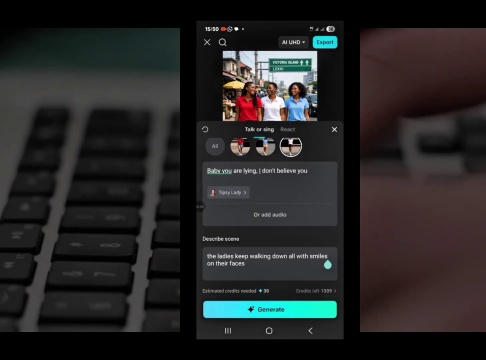 15:50
AI UHD
Export
VICTORIA ISLAND
LEKKI
Talk or sing React
All
Baby you are lying, I don't believe you
Tipsy Lady >
Or add audio
Describe scene
the ladies keep walking down all with smiles
on their faces
Estimated credits needed 30
Credits left 1339 >
Generate